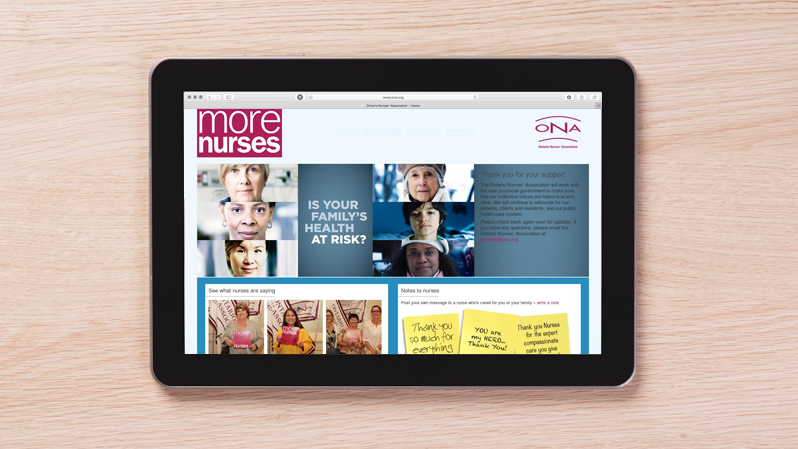 www.ona.org
Ontario Nurses' Association - Home
more
nurses
more nurses better care
ONA
Ontario Nurses' Association
IS YOUR
FAMILY'S
HEALTH
AT RISK?
Thank you for your support.
The Ontario Nurses' Association will work with
the new provincial government to make sure
that our collective voices are heard loud and
clear. We will continue to advocate for our
patients, clients and residents, and our public
health-care system.
Please check back again soon for updates. If
you have any questions, please email the
Ontario Nurses' Association at
See what nurses are saying
Notes to nurses
Post your own message to a nurse who's cared for you or your family – write a note
more
nurses
Thank you
so much for
everything
YOU are
my HERO...
Thank You!
Thank you Nurses
for the expert
compassionate
care you give